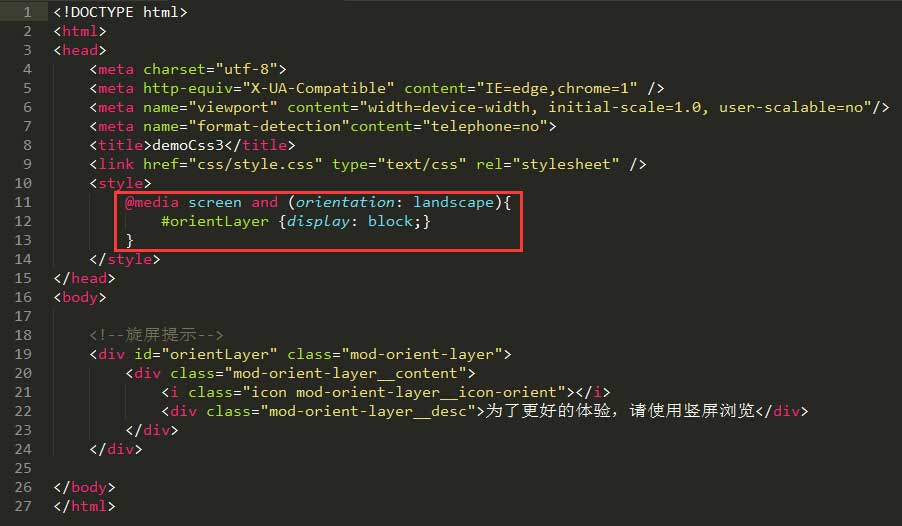 1 <!DOCTYPE html>
2 <html>
3 <head>
4 <meta charset="utf-8">
5 <meta http-equiv="X-UA-Compatible" content="IE=edge,chrome=1" />
6 <meta name="viewport" content="width=device-width, initial-scale=1.0, user-scalable=no"/>
7 <meta name="format-detection"content="telephone=no">
8 <title>demoCss3</title>
9 <link href="css/style.css" type="text/css" rel="stylesheet" />
10 <style>
11 @media screen and (orientation: landscape){
12 #orientLayer {display: block;}
13 }
14 </style>
15 </head>
16 <body>
17
18 <!--旋屏提示-->
19 <div id="orientLayer" class="mod-orient-layer">
20 <div class="mod-orient-layer__content">
21 <i class="icon mod-orient-layer__icon-orient"></i>
22 <div class="mod-orient-layer__desc">为了更好的体验，请使用竖屏浏览</div>
23 </div>
24 </div>
25
26 </body>
27 </html>